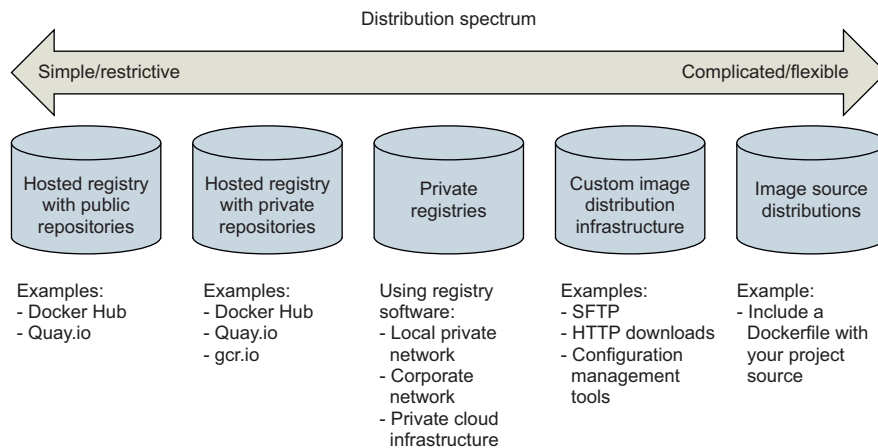 Distribution spectrum
Simple/restrictive
Complicated/flexible
Hosted registry
with public
repositories
Hosted registry
with private
repositories
Private
registries
Custom image
distribution
infrastructure
Image source
distributions
Examples:
- Docker Hub
- Quay.io
Examples:
- Docker Hub
- Quay.io
- gcr.io
Using registry
software:
- Local private
network
- Corporate
network
- Private cloud
infrastructure
Examples:
- SFTP
- HTTP downloads
- Configuration
management
tools
Example:
- Include a
Dockerfile with
your project
source